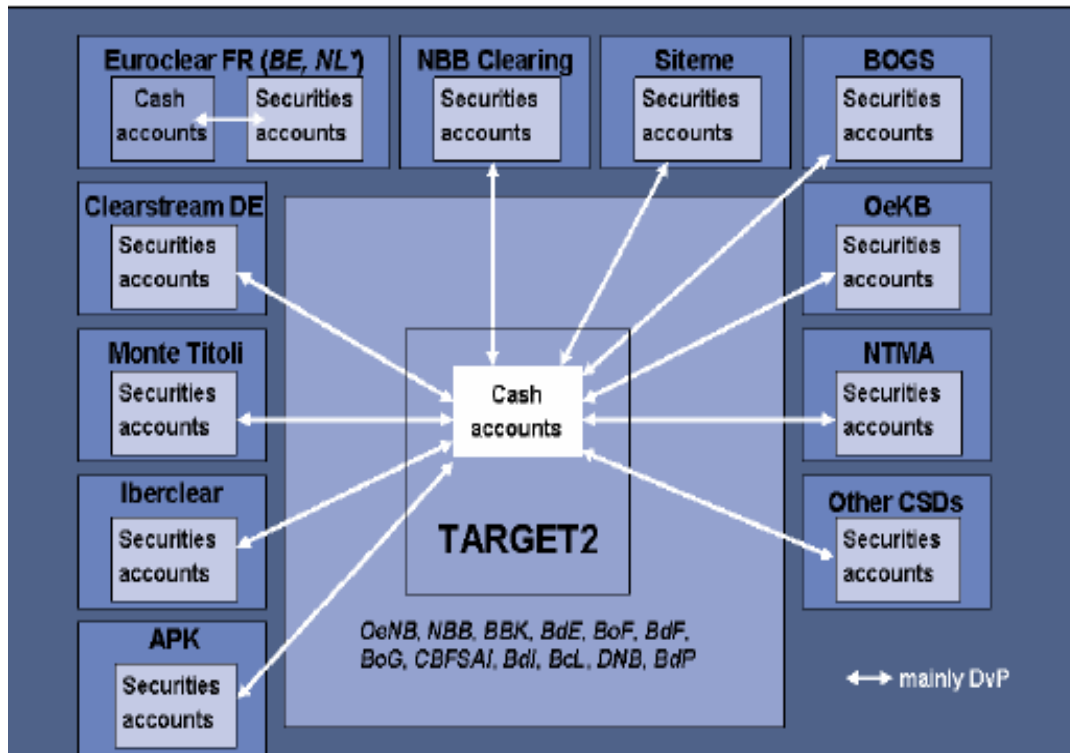 Euroclear FR (BE, NL*)
Cash
accounts
Securities
accounts
NBB Clearing
Securities
accounts
Siteme
Securities
accounts
BOGS
Securities
accounts
Clearstream DE
Securities
accounts
OeKB
Securities
accounts
Monte Titoli
Securities
accounts
Cash
accounts
NTMA
Securities
accounts
Iberclear
Securities
accounts
TARGET2
Other CSDs
Securities
accounts
APK
Securities
accounts
OeNB, NBB, BBK, BdE, BoF, BdF,
BoG, CBFSAI, BdI, BcL, DNB, BdP
mainly DvP